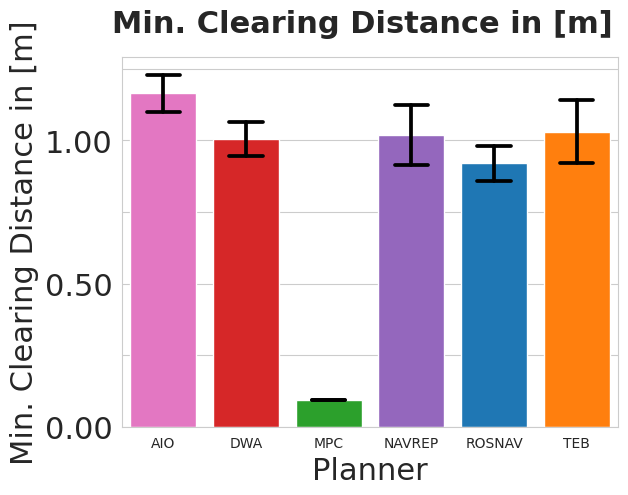 Min. Clearing Distance in [m]
Min. Clearing Distance in [m]
1.00
0.50
0.00
AIO DWA MPC NAVREP ROSNAV TEB
Planner